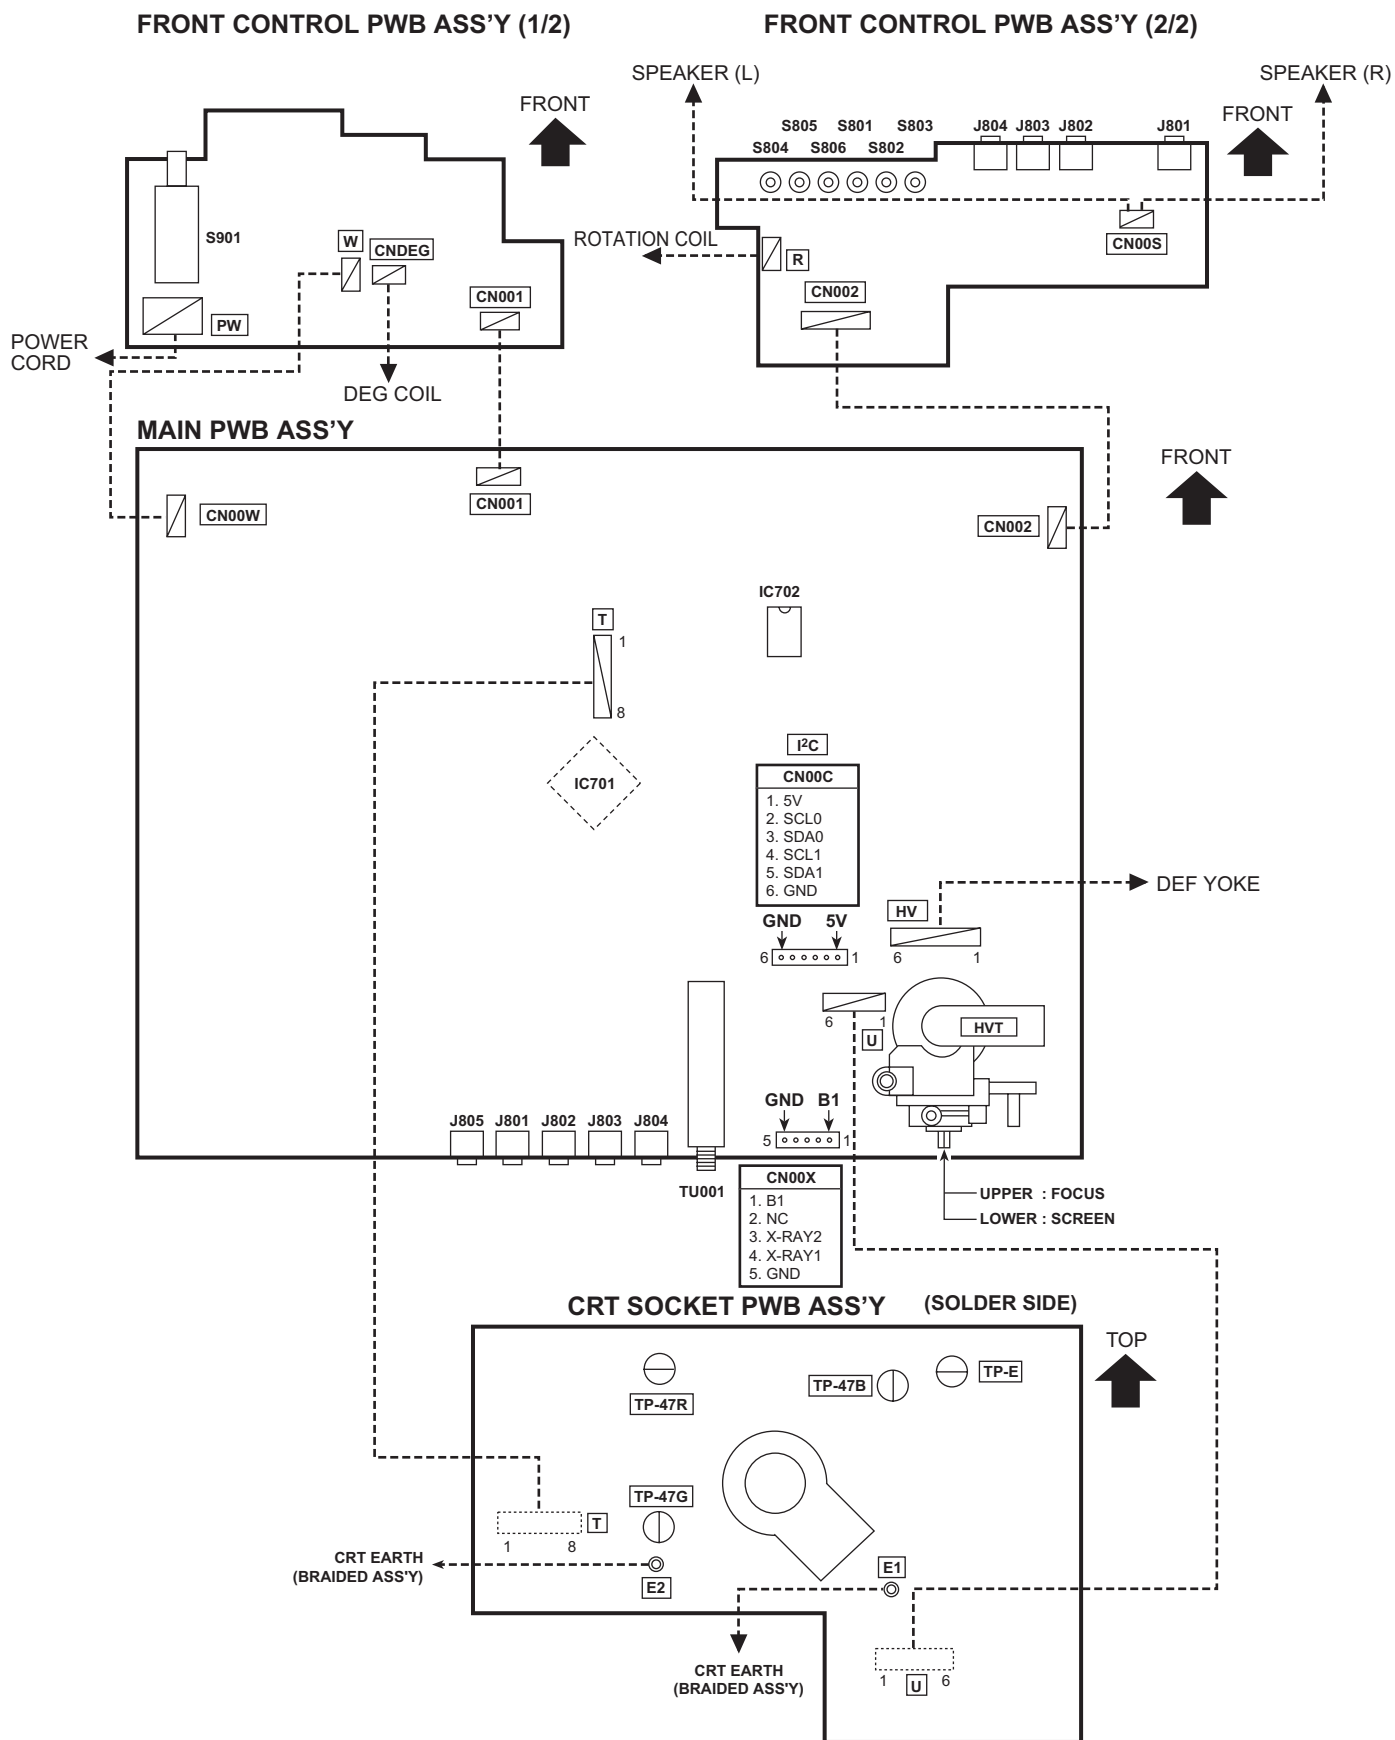 FRONT CONTROL PWB ASS'Y (1/2)
FRONT CONTROL PWB ASS'Y (2/2)
SPEAKER (L)
SPEAKER (R)
FRONT
FRONT
S805 S801 S803
S804 S806 S802
J804 J803 J802 J801
S901
W
CNDEG
CN001
PW
POWER
CORD
DEG COIL
ROTATION COIL
R
CN002
CN00S
MAIN PWB ASS'Y
FRONT
CN00W
CN001
CN002
IC702
T
1
8
IC701
I²C
CN00C
1. 5V
2. SCL0
3. SDA0
4. SCL1
5. SDA1
6. GND
GND 5V
6 1
HV
6 1
DEF YOKE
6 1
U
HVT
GND B1
5 1
J805 J801 J802 J803 J804
TU001
CN00X
1. B1
2. NC
3. X-RAY2
4. X-RAY1
5. GND
UPPER : FOCUS
LOWER : SCREEN
CRT SOCKET PWB ASS'Y (SOLDER SIDE)
TOP
TP-47R
TP-47B
TP-E
TP-47G
T
1 8
CRT EARTH
(BRAIDED ASS'Y)
E2
E1
CRT EARTH
(BRAIDED ASS'Y)
1 U 6